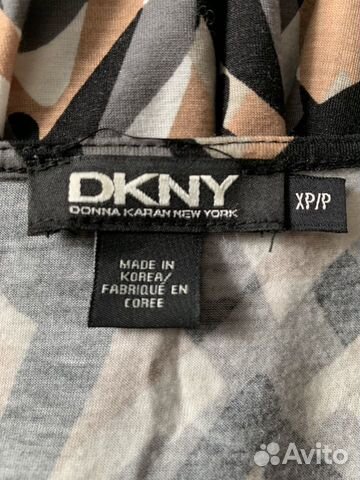 DKNY
DONNA KARAN NEW YORK
XP/P
MADE IN
KOREA/
FABRIQUÉ EN
COREE
Avito